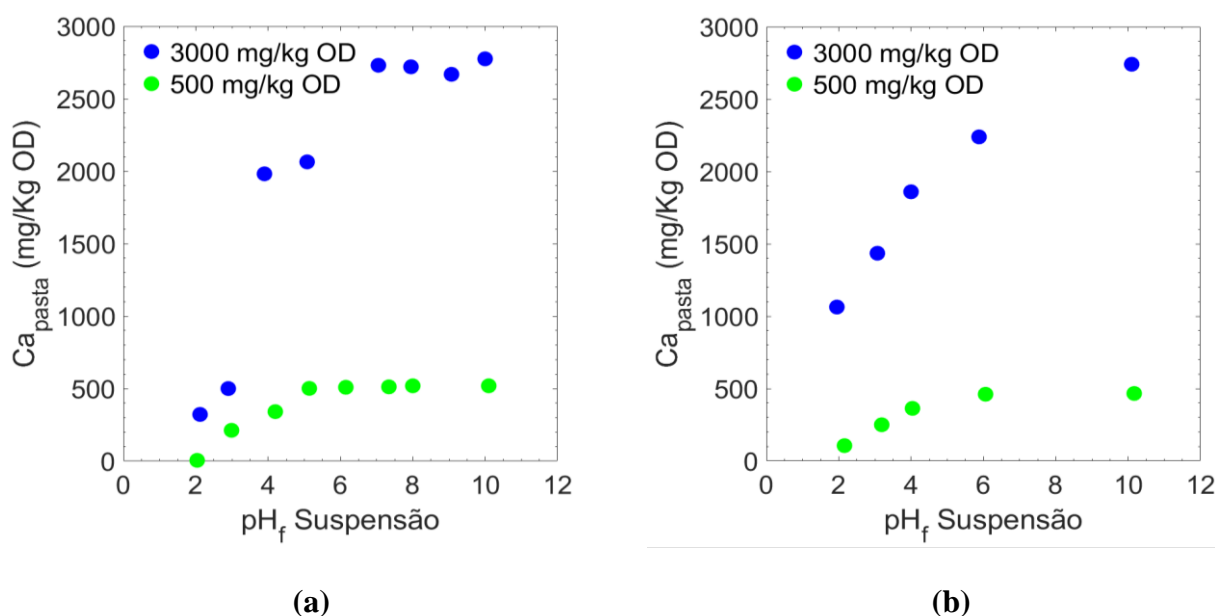 3000
2500
2000
1500
1000
500
0
Ca_pasta (mg/Kg OD)
3000 mg/kg OD
500 mg/kg OD
0 2 4 6 8 10 12
pH_f Suspensão
(a)
3000
2500
2000
1500
1000
500
0
Ca_pasta (mg/Kg OD)
3000 mg/kg OD
500 mg/kg OD
0 2 4 6 8 10 12
pH_f Suspensão
(b)